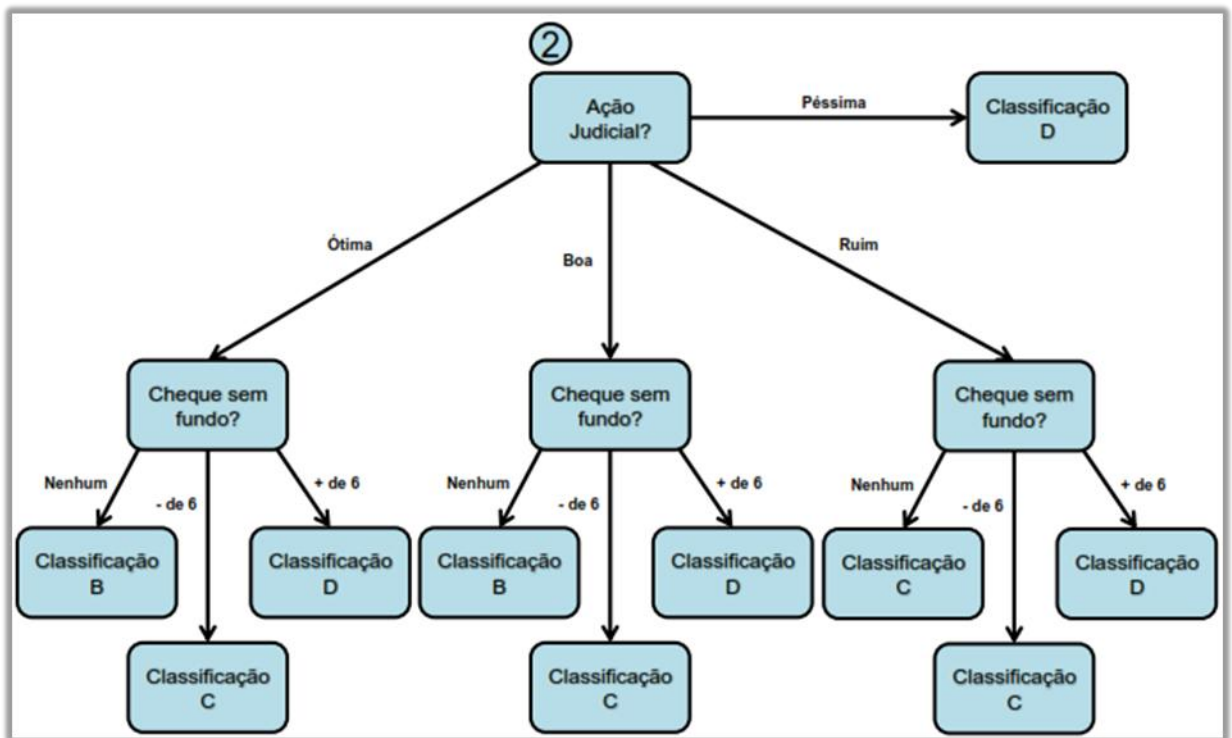 2
Ação
Judicial?
Péssima
Classificação
D
Ótima
Boa
Ruim
Cheque sem
fundo?
Cheque sem
fundo?
Cheque sem
fundo?
Nenhum
- de 6
+ de 6
Nenhum
- de 6
+ de 6
Nenhum
- de 6
+ de 6
Classificação
B
Classificação
D
Classificação
B
Classificação
D
Classificação
C
Classificação
D
Classificação
C
Classificação
C
Classificação
C